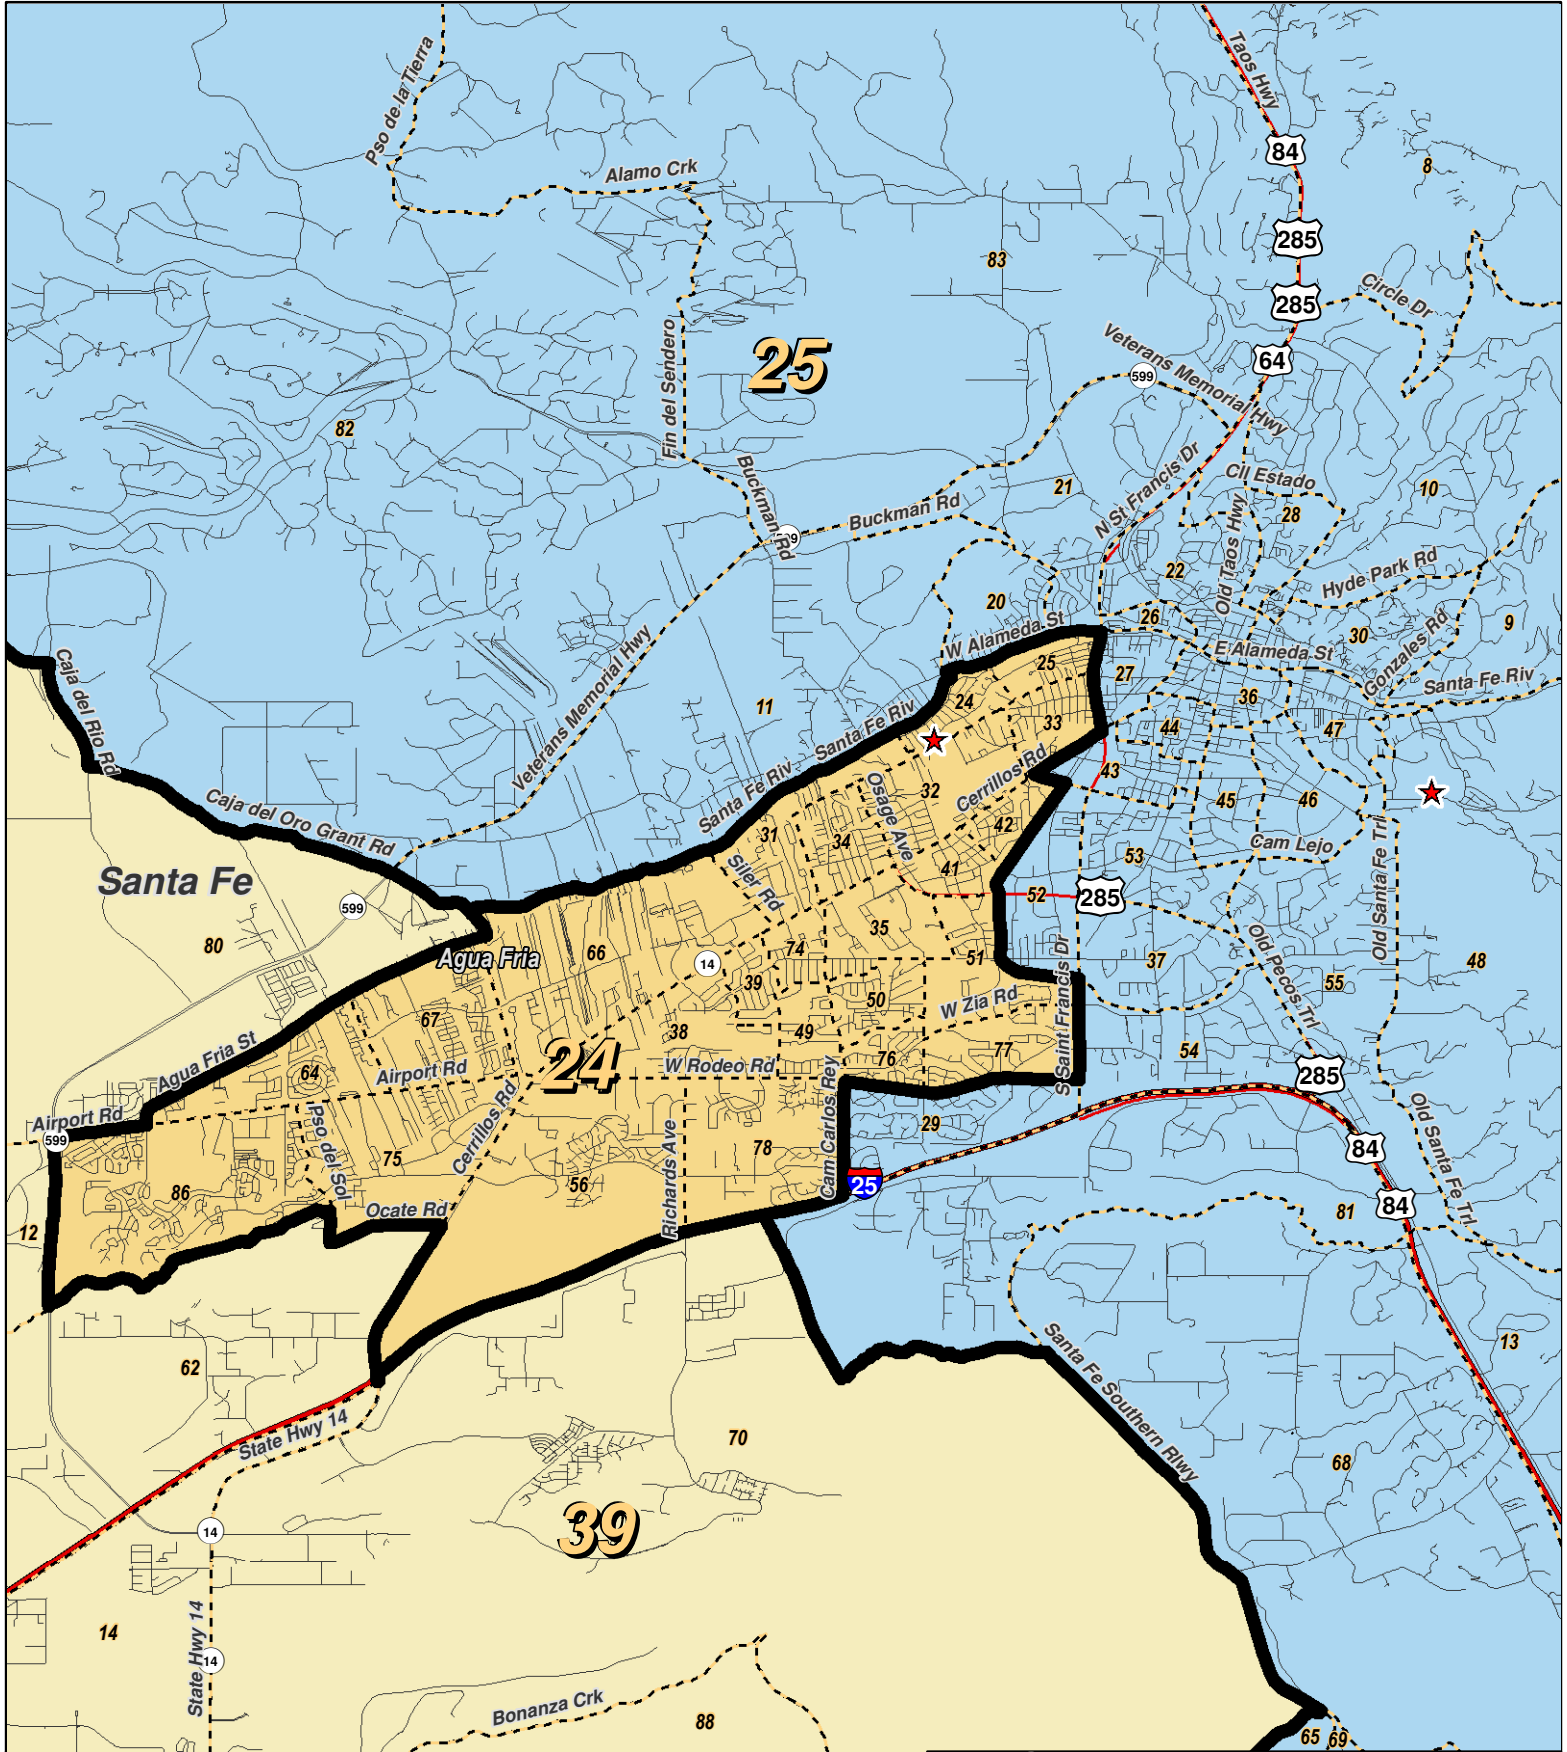 Taos Hwy
Pso de la Tierra
84
8
Alamo Crk
285
83
Circle Dr
285
Fin del Sendero
Veterans Memorial Hwy
64
25
599
82
Buckman Rd
N St Francis Dr
Cll Estado
21
10
Buckman Rd
28
Old Taos Hwy
Hyde Park Rd
22
20
26
W Alameda St
30
9
Gonzales Rd
E Alameda St
Veterans Memorial Hwy
25
27
Santa Fe Riv
Caja del Rio Rd
36
11
24
Santa Fe Riv
33
44
47
43
Cerrillos Rd
Santa Fe Riv
32
Osage Ave
45
46
Caja del Oro Grant Rd
31
34
42
Cam Lejo
53
Old Santa Fe Trl
Santa Fe
Siler Rd
41
52
285
599
35
80
66
74
Agua Fria
14
51
37
Old Pecos Trl
48
39
55
50
W Zia Rd
67
38
49
S Saint Francis Dr
Agua Fria St
24
76
77
54
64
Airport Rd
W Rodeo Rd
285
Cerrillos Rd
Cam Carlos Rey
Airport Rd
599
Pso del Sol
29
Old Santa Fe Trl
Richards Ave
78
84
75
86
56
25
84
Ocate Rd
81
12
Santa Fe Southern Rlwy
13
62
State Hwy 14
70
68
39
14
14
State Hwy 14
14
Bonanza Crk
88
65
69